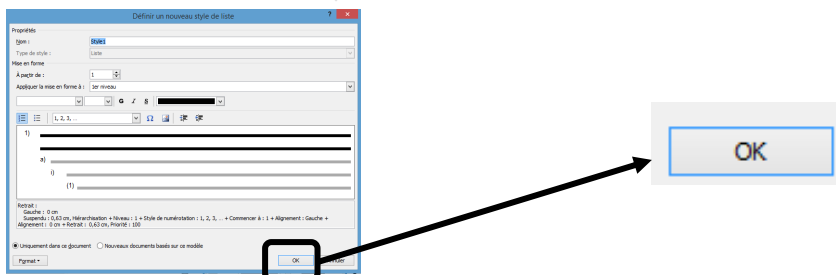 Définir un nouveau style de liste ? ×
Propriétés
Nom : Style1
Type de style : Liste
Mise en forme
À partir de : 1
Appliquer la mise en forme à : 1er niveau
G I S
1, 2, 3, ... Ω
1)
a)
i)
(1)
Retrait :
Gauche : 0 cm
Suspendu : 0,63 cm, Hiérarchisation + Niveau : 1 + Style de numérotation : 1, 2, 3, ... + Commencer à : 1 + Alignement : Gauche +
Alignement : 0 cm + Retrait : 0,63 cm, Priorité : 100
Uniquement dans ce document Nouveaux documents basés sur ce modèle
Format OK
OK